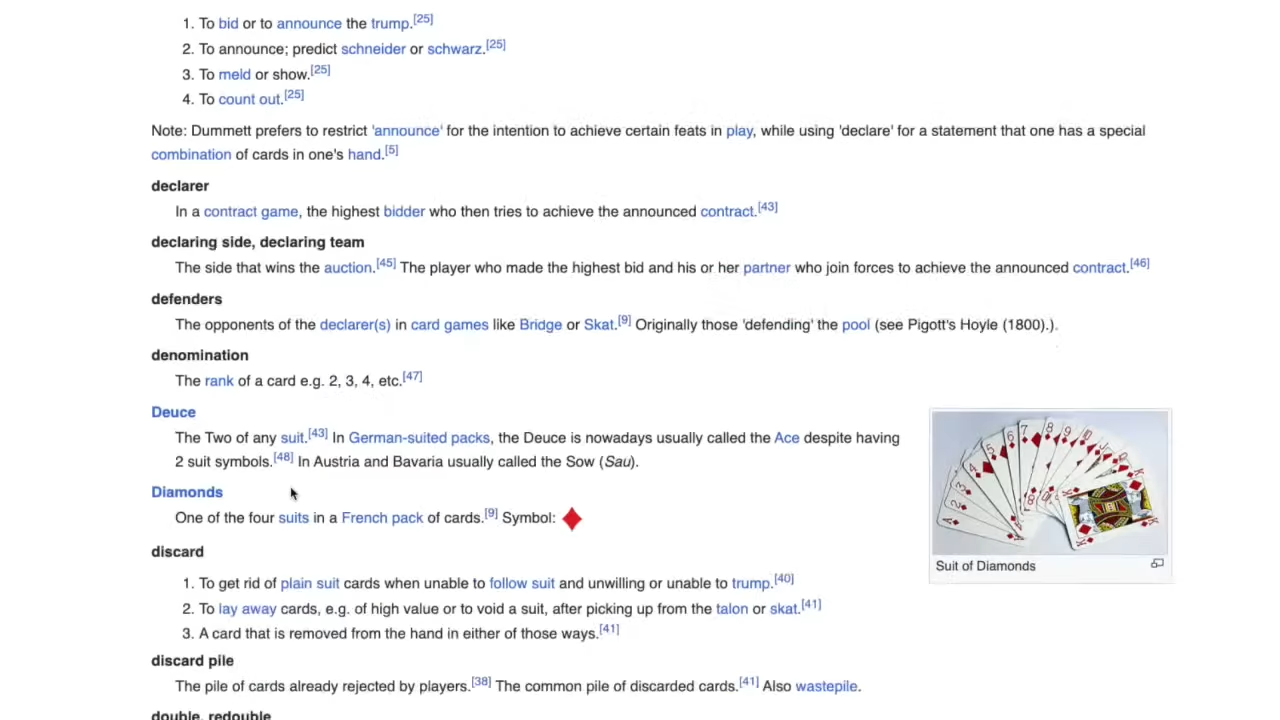 1. To bid or to announce the trump.[25]
2. To announce; predict schneider or schwarz.[25]
3. To meld or show.[25]
4. To count out.[25]
Note: Dummett prefers to restrict 'announce' for the intention to achieve certain feats in play, while using 'declare' for a statement that one has a special
combination of cards in one's hand.[5]
declarer
In a contract game, the highest bidder who then tries to achieve the announced contract.[43]
declaring side, declaring team
The side that wins the auction.[45] The player who made the highest bid and his or her partner who join forces to achieve the announced contract.[46]
defenders
The opponents of the declarer(s) in card games like Bridge or Skat.[9] Originally those 'defending' the pool (see Pigott's Hoyle (1800).).
denomination
The rank of a card e.g. 2, 3, 4, etc.[47]
Deuce
The Two of any suit.[43] In German-suited packs, the Deuce is nowadays usually called the Ace despite having
2 suit symbols.[48] In Austria and Bavaria usually called the Sow (Sau).
Diamonds
One of the four suits in a French pack of cards.[9] Symbol: ♦
Suit of Diamonds
discard
1. To get rid of plain suit cards when unable to follow suit and unwilling or unable to trump.[40]
2. To lay away cards, e.g. of high value or to void a suit, after picking up from the talon or skat.[41]
3. A card that is removed from the hand in either of those ways.[41]
discard pile
The pile of cards already rejected by players.[38] The common pile of discarded cards.[41] Also wastepile.
double, redouble